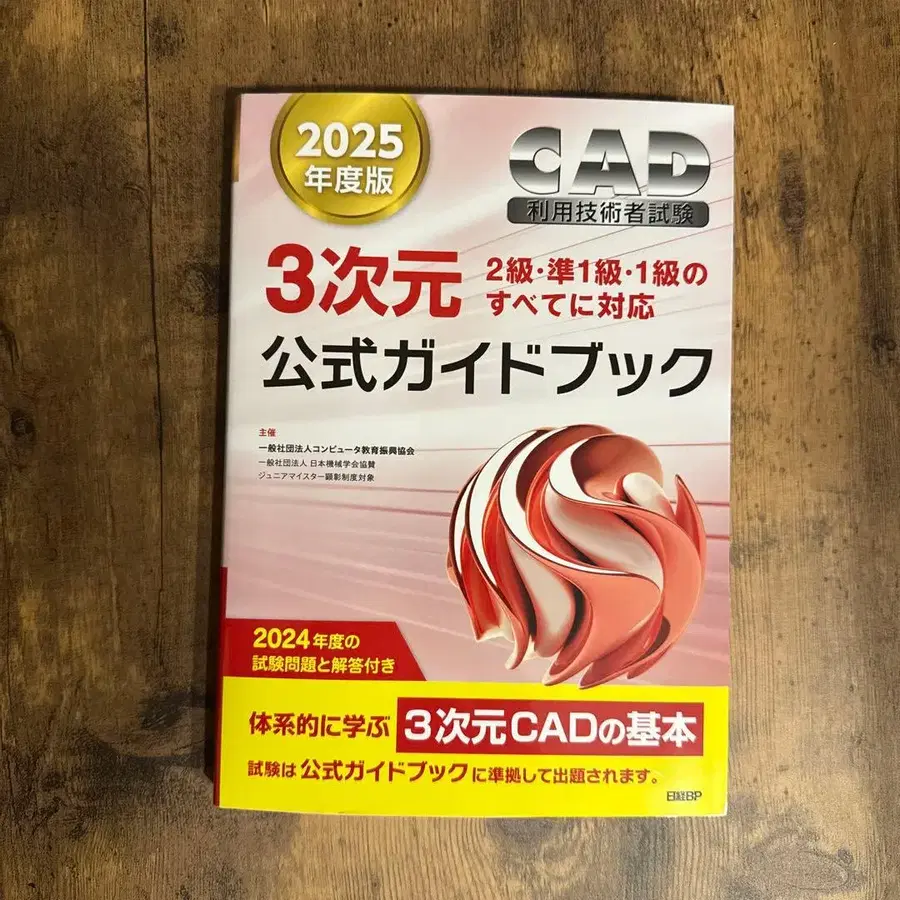 2025
年度版
CAD
利用技術者試験
3次元
2級・準1級・1級の
すべてに対応
公式ガイドブック
主催
一般社団法人コンピュータ教育振興協会
一般社団法人 日本機械学会協賛
ジュニアマイスター顕彰制度対象
2024年度の
試験問題と解答付き
体系的に学ぶ 3次元CADの基本
試験は公式ガイドブックに準拠して出題されます。
日経BP